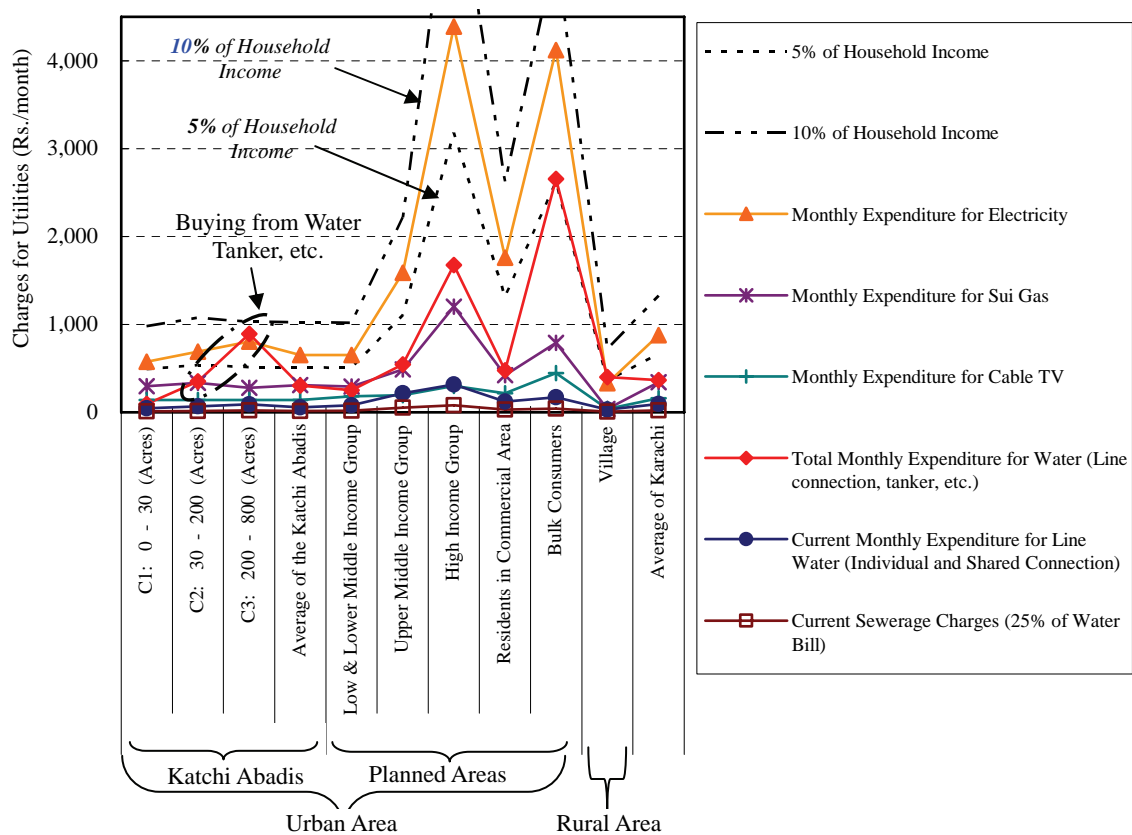 Charges for Utilities (Rs./month)
4,000
3,000
2,000
1,000
0
10% of Household
Income
5% of Household
Income
Buying from Water
Tanker, etc.
C1: 0 - 30 (Acres)
C2: 30 - 200 (Acres)
C3: 200 - 800 (Acres)
Average of the Katchi Abadis
Low & Lower Middle Income Group
Upper Middle Income Group
High Income Group
Residents in Commercial Area
Bulk Consumers
Village
Average of Karachi
Katchi Abadis
Planned Areas
Urban Area
Rural Area
5% of Household Income
10% of Household Income
Monthly Expenditure for Electricity
Monthly Expenditure for Sui Gas
Monthly Expenditure for Cable TV
Total Monthly Expenditure for Water (Line
connection, tanker, etc.)
Current Monthly Expenditure for Line
Water (Individual and Shared Connection)
Current Sewerage Charges (25% of Water
Bill)